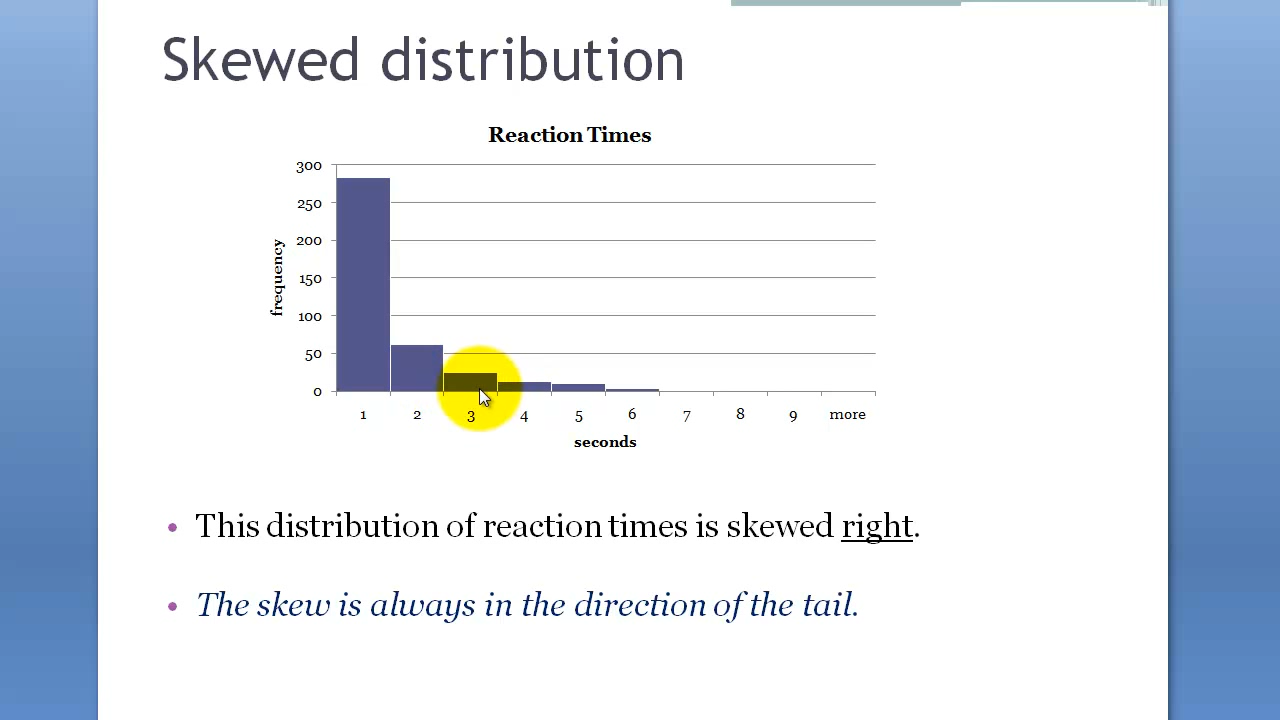 Skewed distribution
Reaction Times
300
250
200
150
100
50
0
frequency
1 2 3 4 5 6 7 8 9 more
seconds
• This distribution of reaction times is skewed right.
• The skew is always in the direction of the tail.